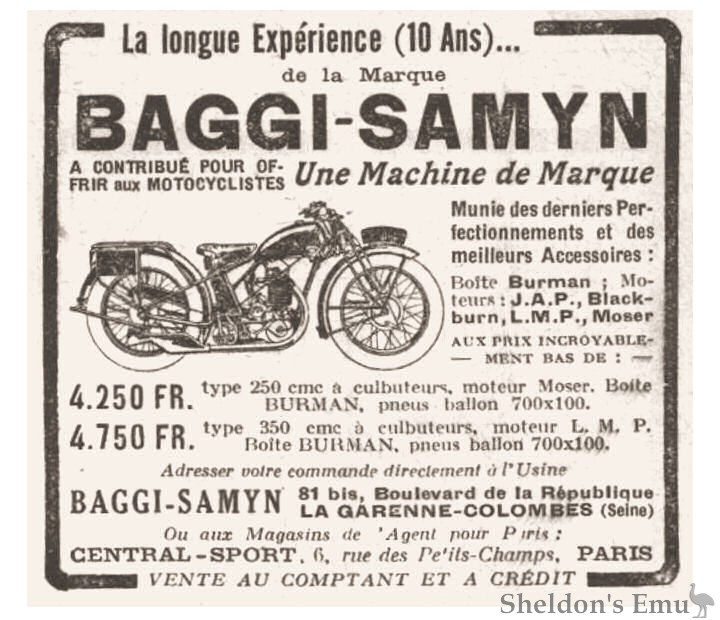 La longue Expérience (10 Ans)...
de la Marque
BAGGI-SAMYN
A CONTRIBUÉ POUR OF-
FRIR aux MOTOCYCLISTES
Une Machine de Marque
Munie des derniers Per-
fectionnements et des
meilleurs Accessoires :
Boîte Burman ; Mo-
teurs : J.A.P., Black-
burn, L.M.P., Moser
AUX PRIX INCROYABLE-
— MENT BAS DE : —
4.250 FR. type 250 cmc à culbuteurs, moteur Moser. Boîte
BURMAN, pneus ballon 700x100.
4.750 FR. type 350 cmc à culbuteurs, moteur L. M. P.
Boîte BURMAN, pneus ballon 700x100.
Adresser votre commande directement à l'Usine
BAGGI-SAMYN 81 bis, Boulevard de la République
LA GARENNE-COLOMBES (Seine)
Ou aux Magasins de 'Agent pour Paris :
CENTRAL-SPORT, 6, rue des Petits-Champs, PARIS
VENTE AU COMPTANT ET A CRÉDIT
Sheldon's Emu